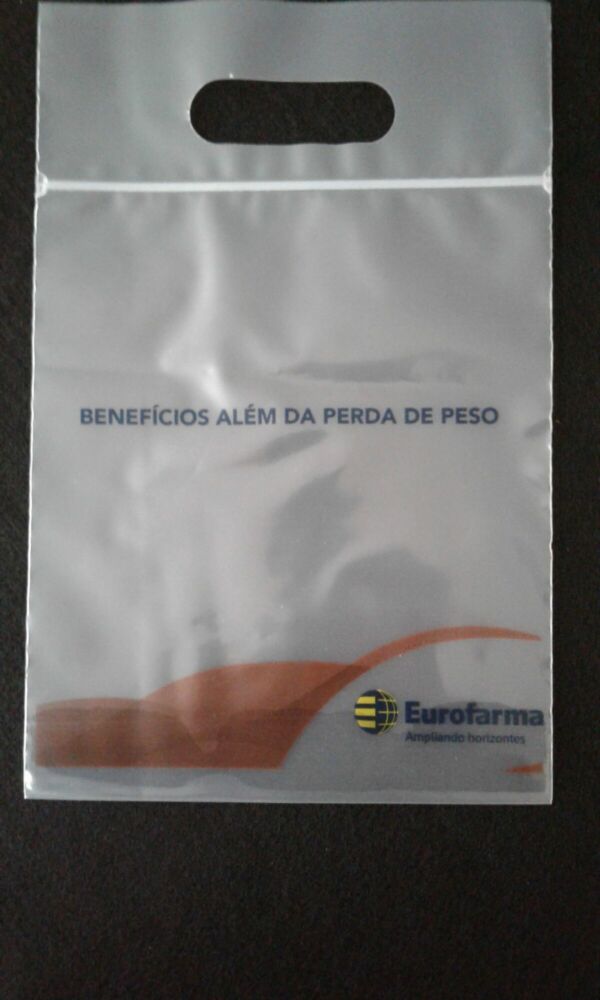 BENEFÍCIOS ALÉM DA PERDA DE PESO
Eurofarma
Ampliando horizontes